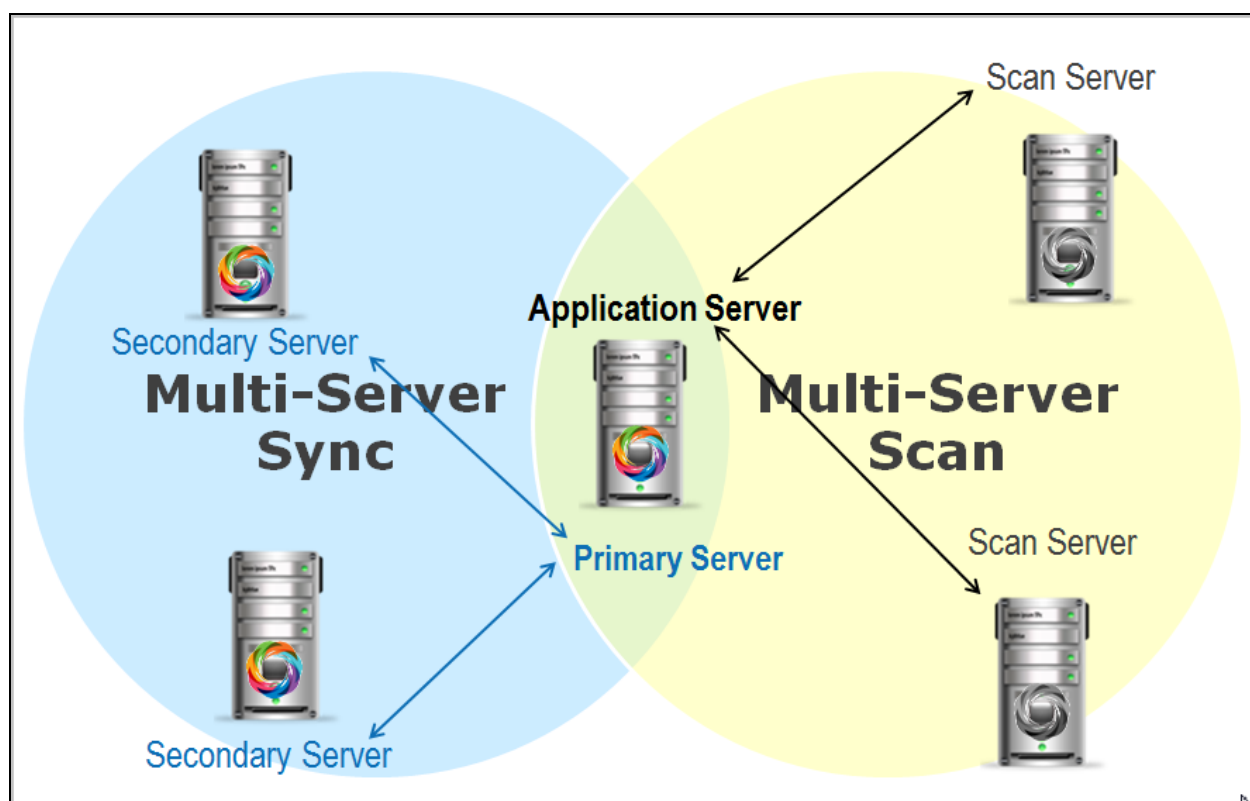 Scan Server
Secondary Server
Application Server
Multi-Server
Sync
Multi-Server
Scan
Primary Server
Scan Server
Secondary Server